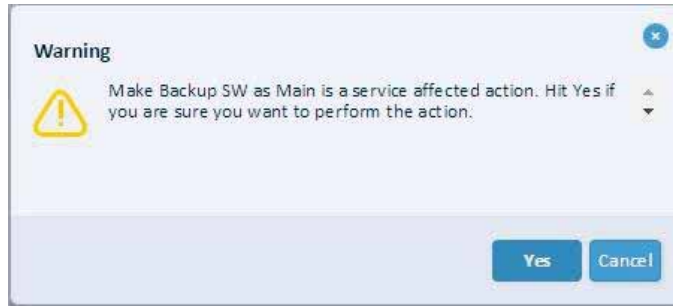 Warning
Make Backup SW as Main is a service affected action. Hit Yes if
you are sure you want to perform the action.
Yes
Cancel